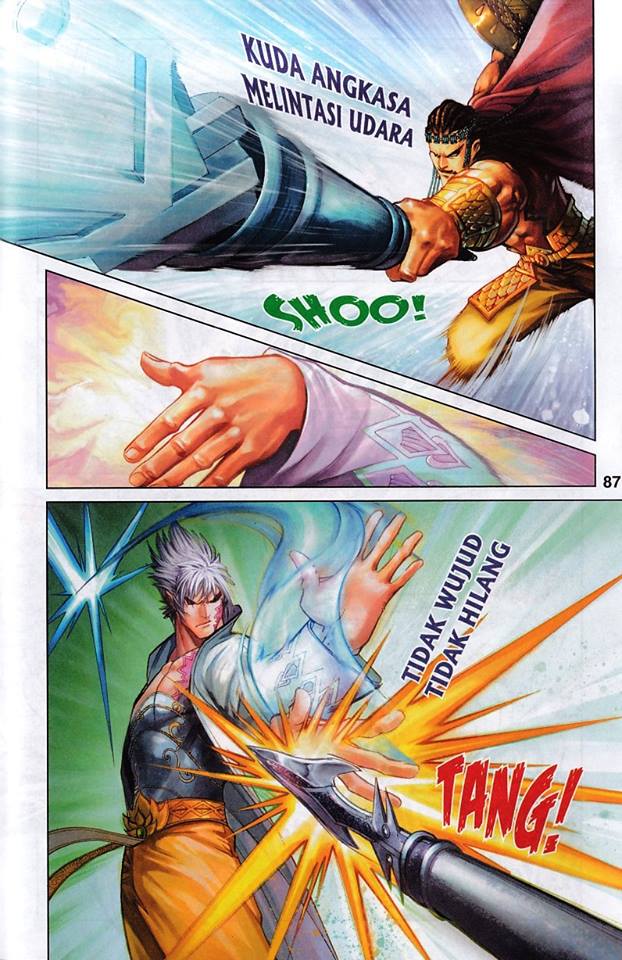 KUDA ANGKASA
MELINTASI UDARA
SHOO!
87
TIDAK WUJUD
TIDAK HILANG
TANG!